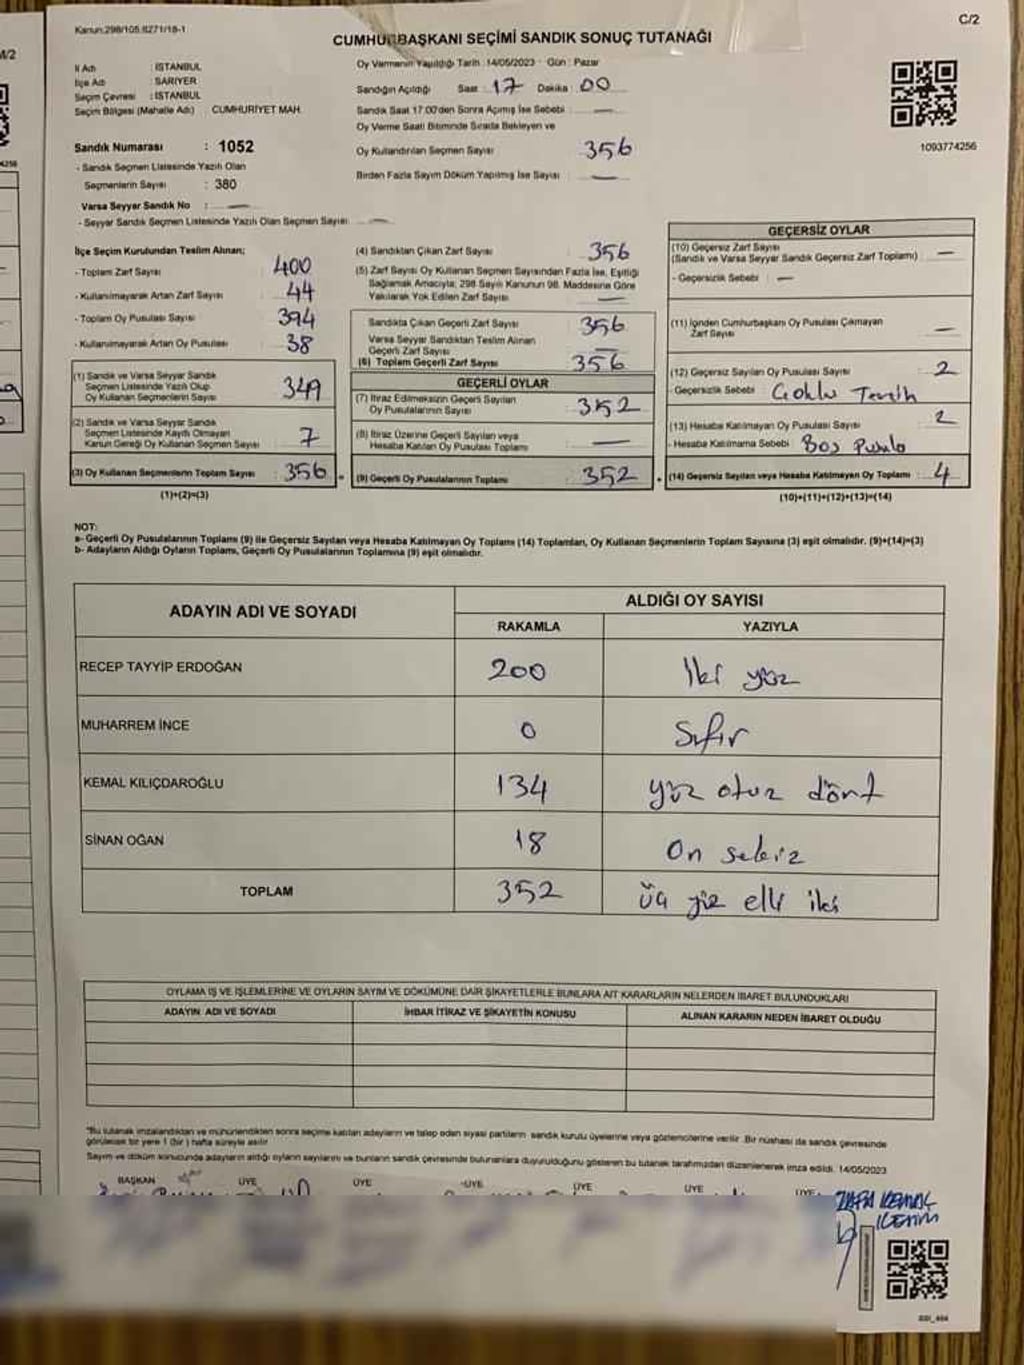 Kanun:298/105.6271/18-1
C/2
M/2
CUMHURBAŞKANI SEÇİMİ SANDIK SONUÇ TUTANAĞI
İl Adı : İSTANBUL
İlçe Adı : SARIYER
Seçim Çevresi : İSTANBUL
Seçim Bölgesi (Mahalle Adı) : CUMHURİYET MAH.
Sandık Numarası : 1052
- Sandık Seçmen Listesinde Yazılı Olan
Seçmenlerin Sayısı : 380
Varsa Seyyar Sandık No : —
- Seyyar Sandık Seçmen Listesinde Yazılı Olan Seçmen Sayısı : —
Oy Vermenin Yapıldığı Tarih : 14/05/2023 - Gün : Pazar
Sandığın Açıldığı Saat : 17 Dakika : 00
Sandık Saat 17:00'den Sonra Açılmış İse Sebebi : —
Oy Verme Saati Bitiminde Sırada Bekleyen ve
Oy Kullandırılan Seçmen Sayısı : 356
Birden Fazla Sayım Döküm Yapılmış İse Sayısı : —
1093774256
İlçe Seçim Kurulundan Teslim Alınan;
- Toplam Zarf Sayısı : 400
- Kullanılmayarak Artan Zarf Sayısı : 44
- Toplam Oy Pusulası Sayısı : 394
- Kullanılmayarak Artan Oy Pusulası : 38
(1) Sandık ve Varsa Seyyar Sandık
Seçmen Listesinde Yazılı Olup
Oy Kullanan Seçmenlerin Sayısı : 349
(2) Sandık ve Varsa Seyyar Sandık
Seçmen Listesinde Kayıtlı Olmayan
Kanun Gereği Oy Kullanan Seçmen Sayısı : 7
(3) Oy Kullanan Seçmenlerin Toplam Sayısı : 356
(1)+(2)=(3)
(4) Sandıktan Çıkan Zarf Sayısı : 356
(5) Zarf Sayısı Oy Kullanan Seçmen Sayısından Fazla İse, Eşitliği
Sağlamak Amacıyla; 298 Sayılı Kanunun 98. Maddesine Göre
Yakılarak Yok Edilen Zarf Sayısı : —
Sandıkta Çıkan Geçerli Zarf Sayısı : 356
Varsa Seyyar Sandıktan Teslim Alınan
Geçerli Zarf Sayısı :
(6) Toplam Geçerli Zarf Sayısı : 356
GEÇERLİ OYLAR
(7) İtiraz Edilmeksizin Geçerli Sayılan
Oy Pusulalarının Sayısı : 352
(8) İtiraz Üzerine Geçerli Sayılan veya
Hesaba Katılan Oy Pusulası Toplamı : —
(9) Geçerli Oy Pusulalarının Toplamı : 352
GEÇERSİZ OYLAR
(10) Geçersiz Zarf Sayısı
(Sandık ve Varsa Seyyar Sandık Geçersiz Zarf Toplamı) : —
- Geçersizlik Sebebi : —
(11) İçinden Cumhurbaşkanı Oy Pusulası Çıkmayan
Zarf Sayısı : —
(12) Geçersiz Sayılan Oy Pusulası Sayısı : 2
- Geçersizlik Sebebi : Çoklu Tercih
(13) Hesaba Katılmayan Oy Pusulası Sayısı : 2
- Hesaba Katılmama Sebebi : Boş Pusula
(14) Geçersiz Sayılan veya Hesaba Katılmayan Oy Toplamı : 4
(10)+(11)+(12)+(13)=(14)
NOT:
a- Geçerli Oy Pusulalarının Toplamı (9) ile Geçersiz Sayılan veya Hesaba Katılmayan Oy Toplamı (14) Toplamları, Oy Kullanan Seçmenlerin Toplam Sayısına (3) eşit olmalıdır. (9)+(14)=(3)
b- Adayların Aldığı Oyların Toplamı, Geçerli Oy Pusulalarının Toplamına (9) eşit olmalıdır.
ADAYIN ADI VE SOYADI
ALDIĞI OY SAYISI
RAKAMLA YAZIYLA
RECEP TAYYİP ERDOĞAN 200 İki yüz
MUHARREM İNCE 0 Sıfır
KEMAL KILIÇDAROĞLU 134 yüz otuz dört
SİNAN OĞAN 18 On sekiz
TOPLAM 352 üç yüz elli iki
OYLAMA İŞ VE İŞLEMLERİNE VE OYLARIN SAYIM VE DÖKÜMÜNE DAİR ŞİKAYETLERLE BUNLARA AİT KARARLARIN NELERDEN İBARET BULUNDUKLARI
ADAYIN ADI VE SOYADI İHBAR İTİRAZ VE ŞİKAYETİN KONUSU ALINAN KARARIN NEDEN İBARET OLDUĞU
"Bu tutanak imzalandıktan ve mühürlendikten sonra seçime katılan adayların ve talep eden siyasi partilerin sandık kurulu üyelerine veya gözlemcilerine verilir. Bir nüshası da sandık çevresinde
görülecek bir yere 1 (bir) hafta süreyle asılır
Sayım ve döküm sonucunda adayların aldığı oyların sayılarını ve bunların sandık çevresinde bulunanlara duyurulduğunu gösteren bu tutanak tarafımızdan düzenlenerek imza edildi. 14/05/2023
BAŞKAN ÜYE ÜYE ÜYE ÜYE ÜYE ÜYE
KEMAL